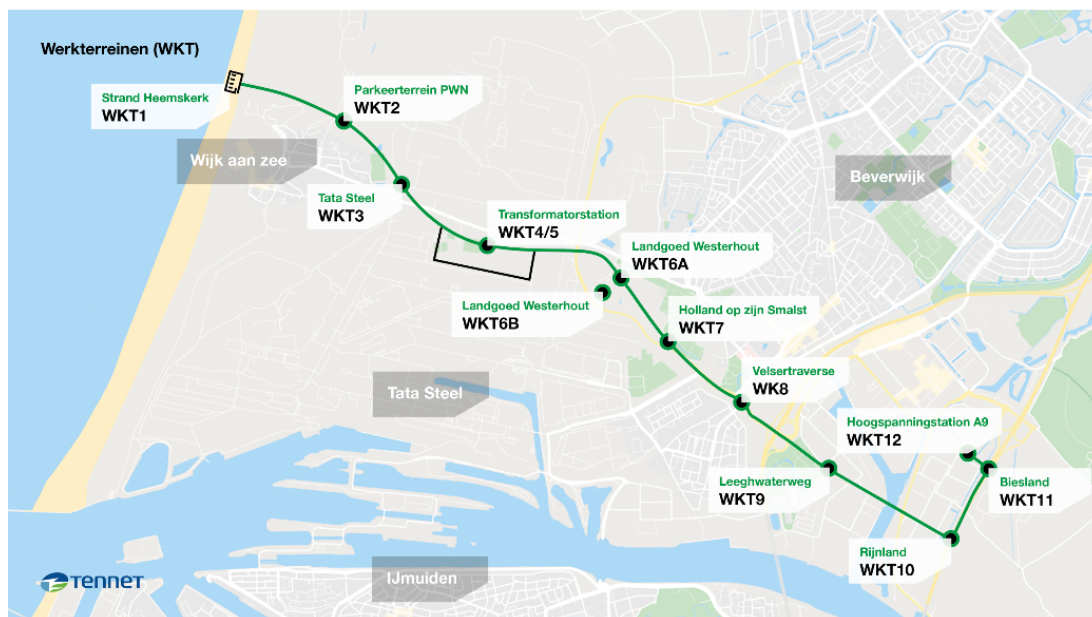 Werkterreinen (WKT)
Strand Heemskerk
WKT1
Parkeerterrein PWN
WKT2
Wijk aan zee
Beverwijk
Tata Steel
WKT3
Transformatorstation
WKT4/5
Landgoed Westerhout
WKT6A
Landgoed Westerhout
WKT6B
Holland op zijn Smalst
WKT7
Velsertraverse
WK8
Tata Steel
Hoogspanningstation A9
WKT12
Leeghwaterweg
WKT9
Biesland
WKT11
Rijnland
WKT10
IJmuiden
TENNET